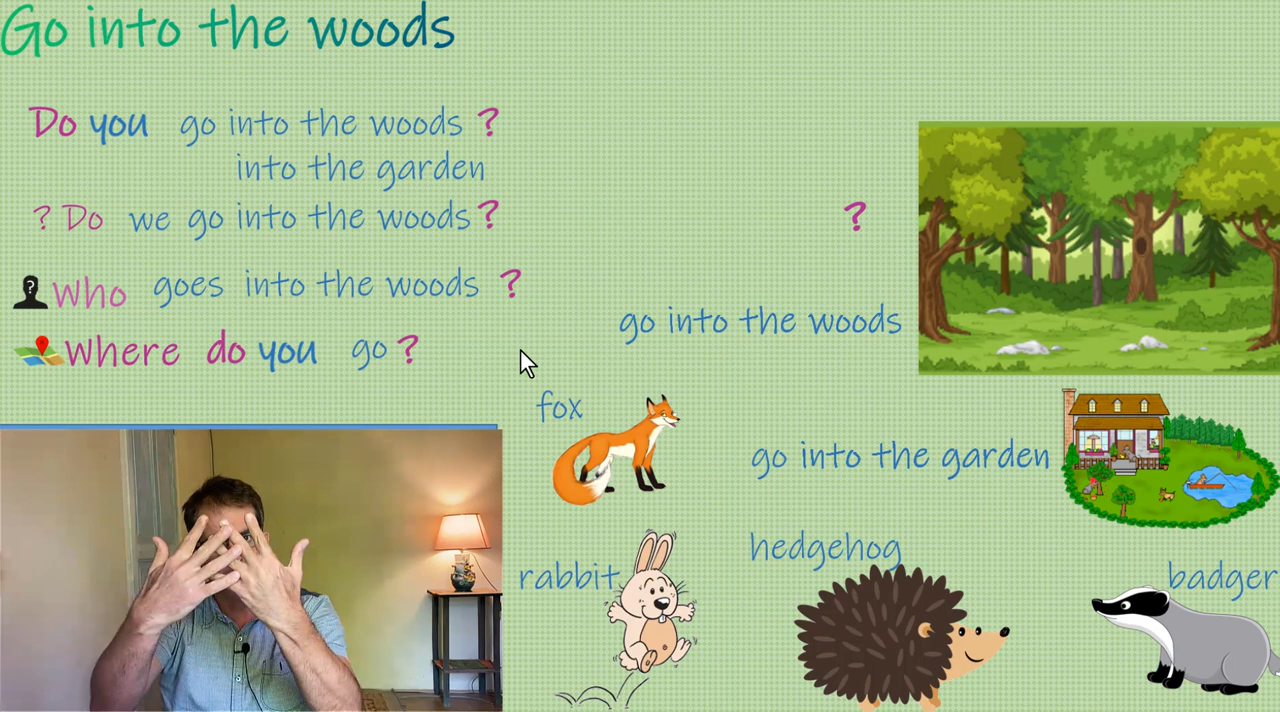 Go into the woods
Do you go into the woods ?
into the garden
? Do we go into the woods ?
?
? Who goes into the woods ?
go into the woods
Where do you go ?
fox
go into the garden
rabbit
hedgehog
badger